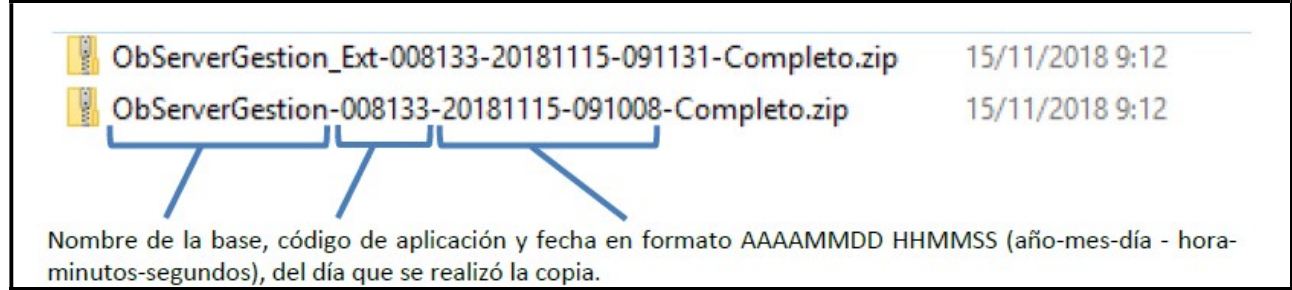 ObServerGestion_Ext-008133-20181115-091131-Completo.zip 15/11/2018 9:12
ObServerGestion-008133-20181115-091008-Completo.zip 15/11/2018 9:12
Nombre de la base, código de aplicación y fecha en formato AAAAMMDD HHMMSS (año-mes-día - hora-
minutos-segundos), del día que se realizó la copia.